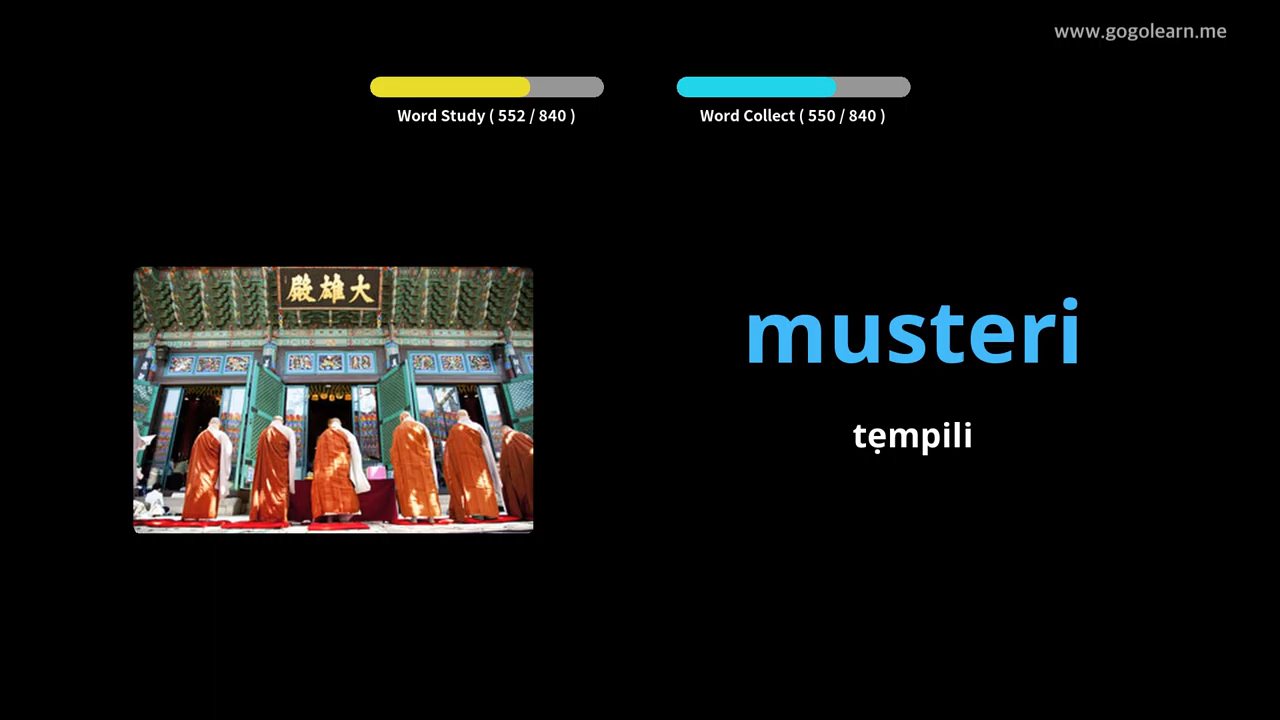 www.gogolearn.me
Word Study ( 552 / 840 )
Word Collect ( 550 / 840 )
殿雄大
musteri
tẹmpili